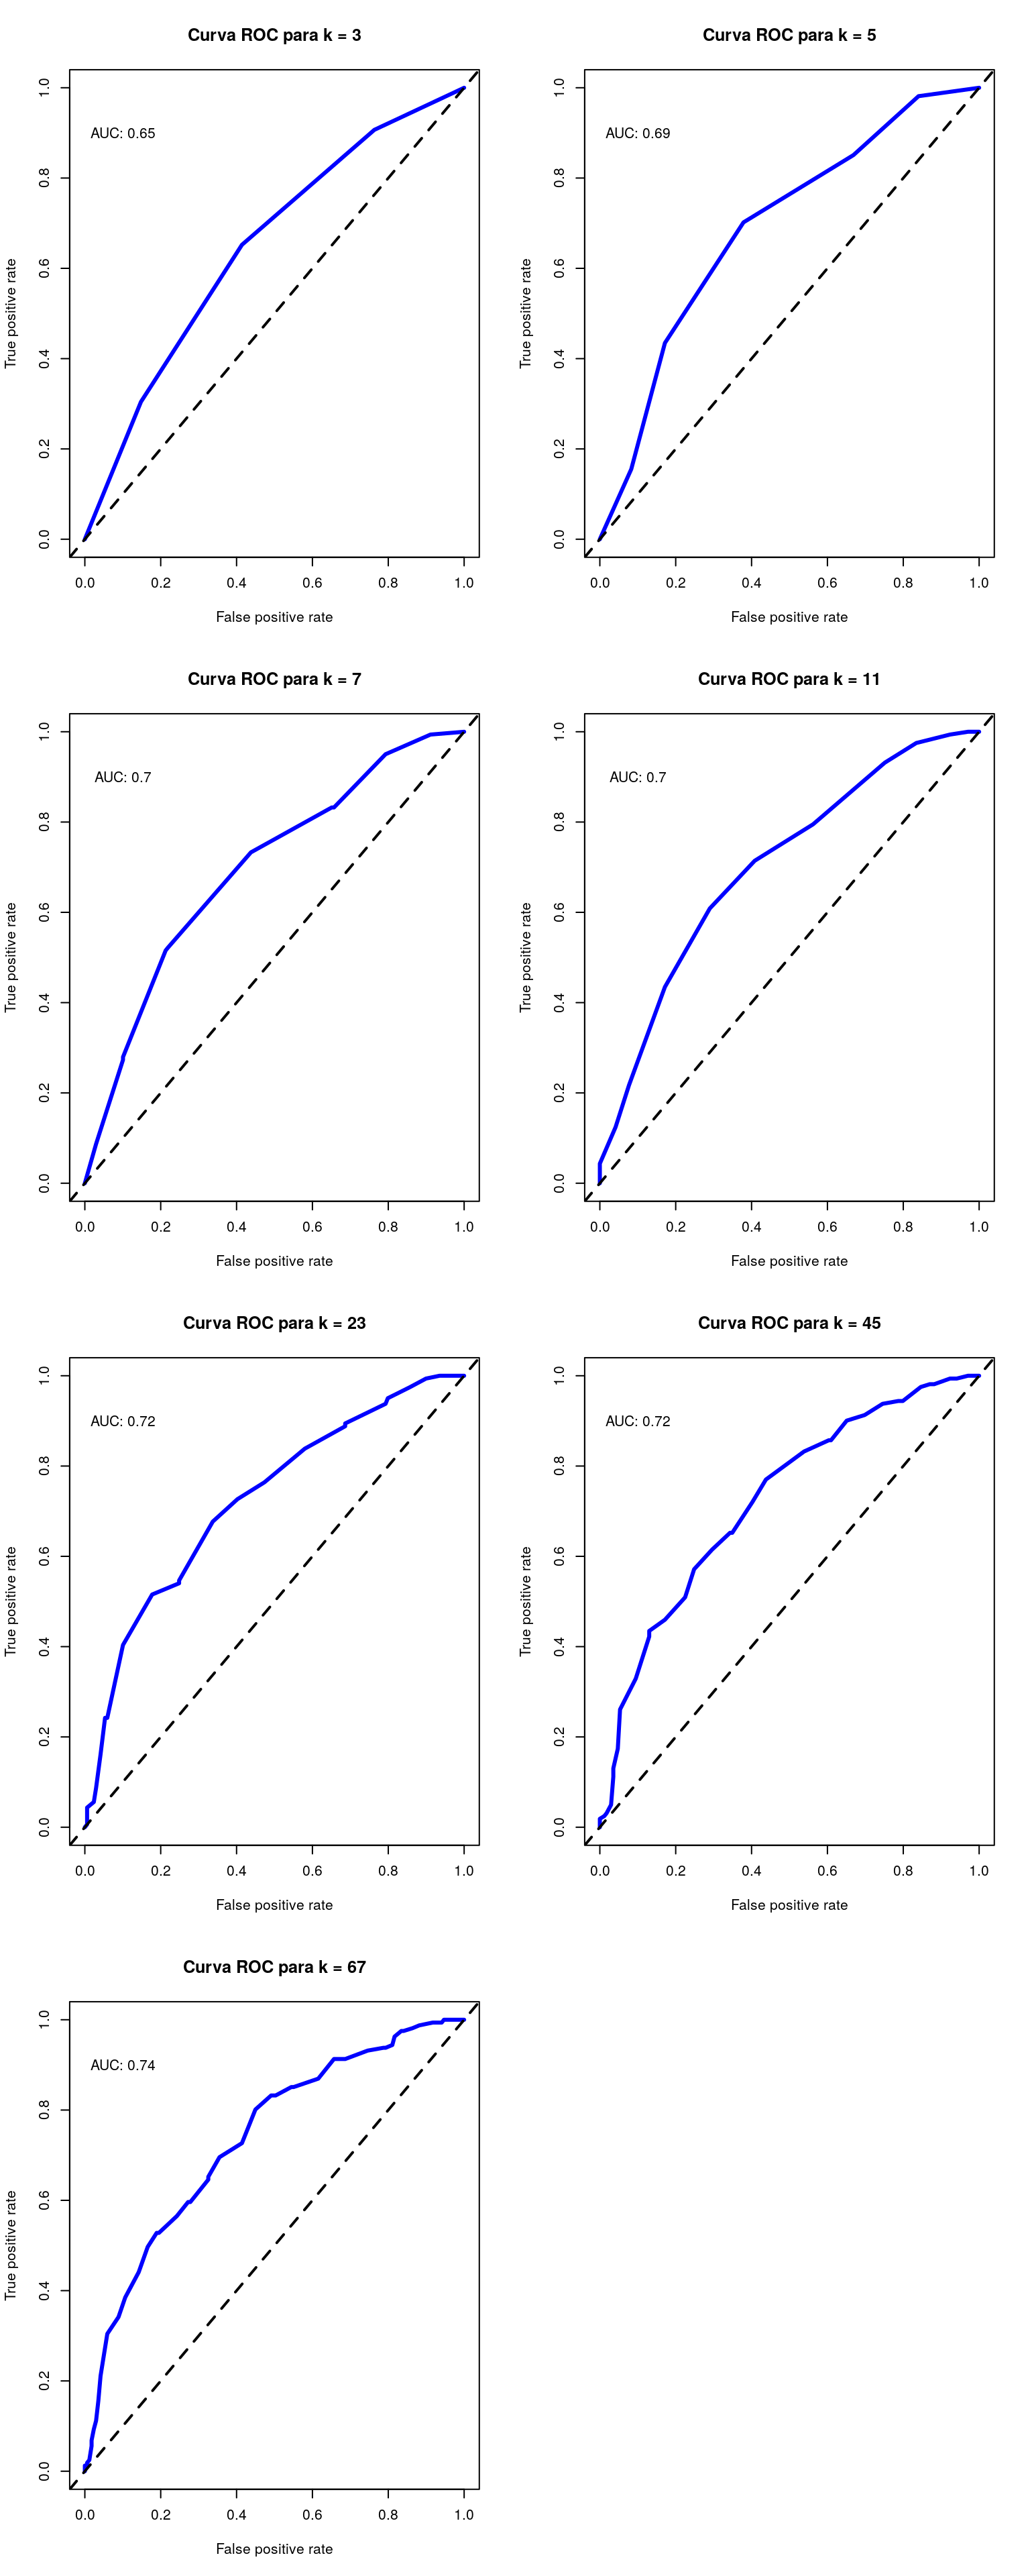 Curva ROC para k = 3
AUC: 0.65
True positive rate
1.0
0.8
0.6
0.4
0.2
0.0
0.0 0.2 0.4 0.6 0.8 1.0
False positive rate
Curva ROC para k = 5
AUC: 0.69
True positive rate
1.0
0.8
0.6
0.4
0.2
0.0
0.0 0.2 0.4 0.6 0.8 1.0
False positive rate
Curva ROC para k = 7
AUC: 0.7
True positive rate
1.0
0.8
0.6
0.4
0.2
0.0
0.0 0.2 0.4 0.6 0.8 1.0
False positive rate
Curva ROC para k = 11
AUC: 0.7
True positive rate
1.0
0.8
0.6
0.4
0.2
0.0
0.0 0.2 0.4 0.6 0.8 1.0
False positive rate
Curva ROC para k = 23
AUC: 0.72
True positive rate
1.0
0.8
0.6
0.4
0.2
0.0
0.0 0.2 0.4 0.6 0.8 1.0
False positive rate
Curva ROC para k = 45
AUC: 0.72
True positive rate
1.0
0.8
0.6
0.4
0.2
0.0
0.0 0.2 0.4 0.6 0.8 1.0
False positive rate
Curva ROC para k = 67
AUC: 0.74
True positive rate
1.0
0.8
0.6
0.4
0.2
0.0
0.0 0.2 0.4 0.6 0.8 1.0
False positive rate